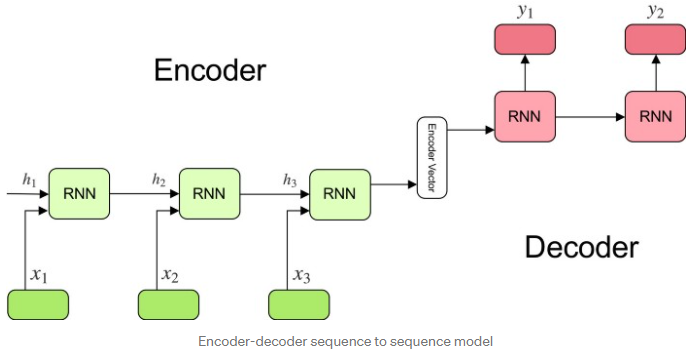 y₁ y₂
Encoder
RNN RNN
Encoder Vector
h₁ RNN h₂ RNN h₃ RNN
Decoder
x₁ x₂ x₃
Encoder-decoder sequence to sequence model